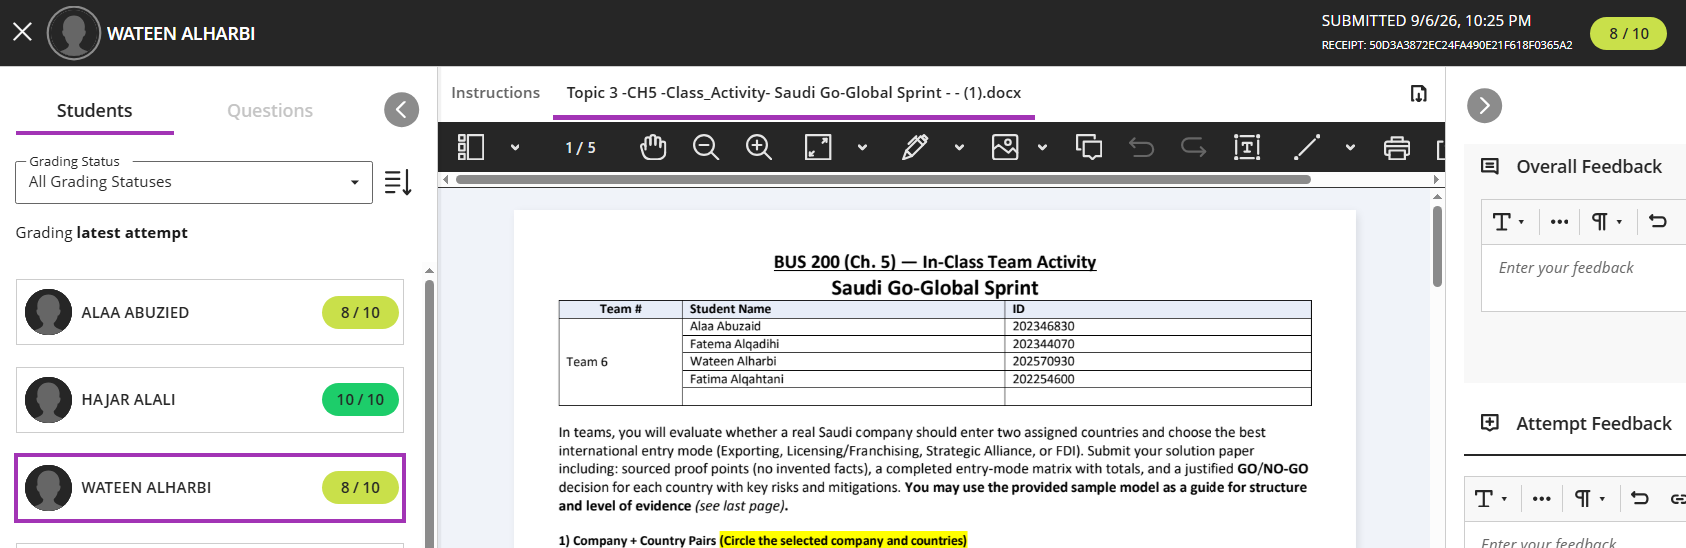 WATEEN ALHARBI
SUBMITTED 9/6/26, 10:25 PM
RECEIPT: 50D3A3872EC24FA490E21F618F0365A2
8 / 10
Students
Questions
Grading Status
All Grading Statuses
Grading latest attempt
ALAA ABUZIED
8 / 10
HAJAR ALALI
10 / 10
WATEEN ALHARBI
8 / 10
Instructions
Topic 3 -CH5 -Class_Activity- Saudi Go-Global Sprint - - (1).docx
1 / 5
BUS 200 (Ch. 5) — In-Class Team Activity
Saudi Go-Global Sprint
Team # Student Name ID
Team 6
Alaa Abuzaid 202346830
Fatema Alqadihi 202344070
Wateen Alharbi 202570930
Fatima Alqahtani 202254600
In teams, you will evaluate whether a real Saudi company should enter two assigned countries and choose the best
international entry mode (Exporting, Licensing/Franchising, Strategic Alliance, or FDI). Submit your solution paper
including: sourced proof points (no invented facts), a completed entry-mode matrix with totals, and a justified GO/NO-GO
decision for each country with key risks and mitigations. You may use the provided sample model as a guide for structure
and level of evidence (see last page).
1) Company + Country Pairs (Circle the selected company and countries)
Overall Feedback
Enter your feedback
Attempt Feedback
Enter your feedback